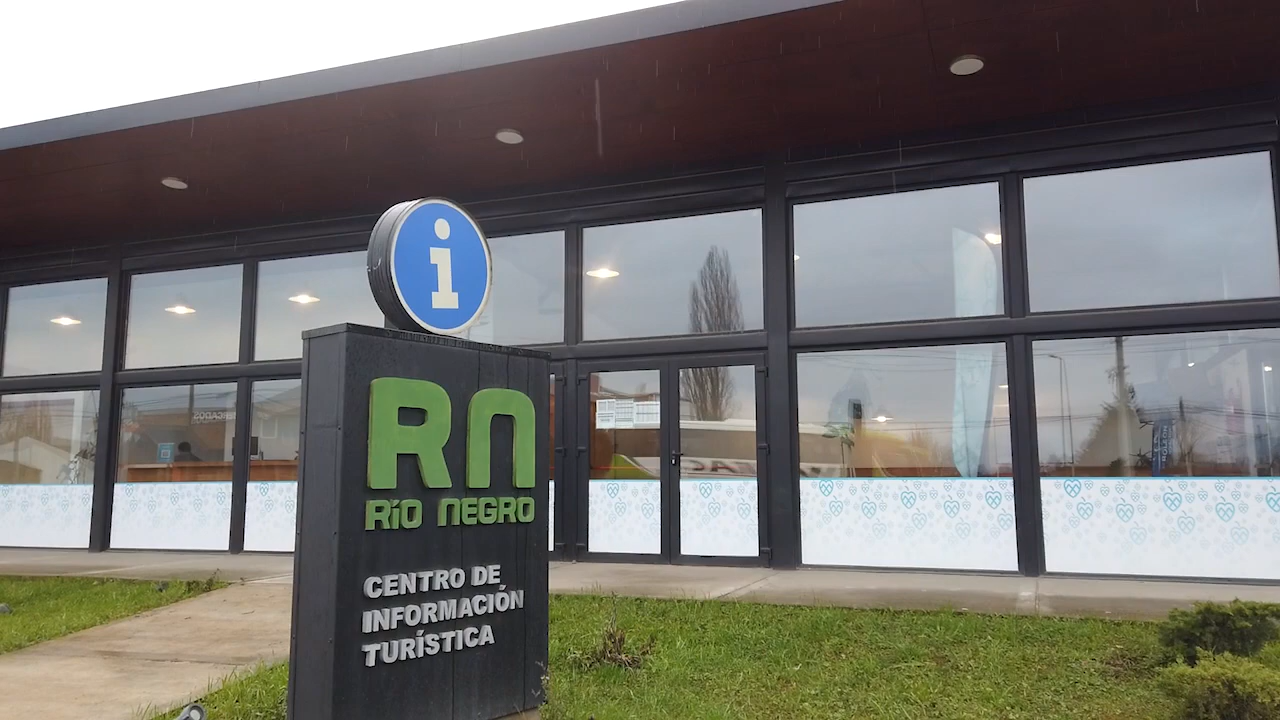 i
RN
RÍO NEGRO
CENTRO DE
INFORMACIÓN
TURÍSTICA